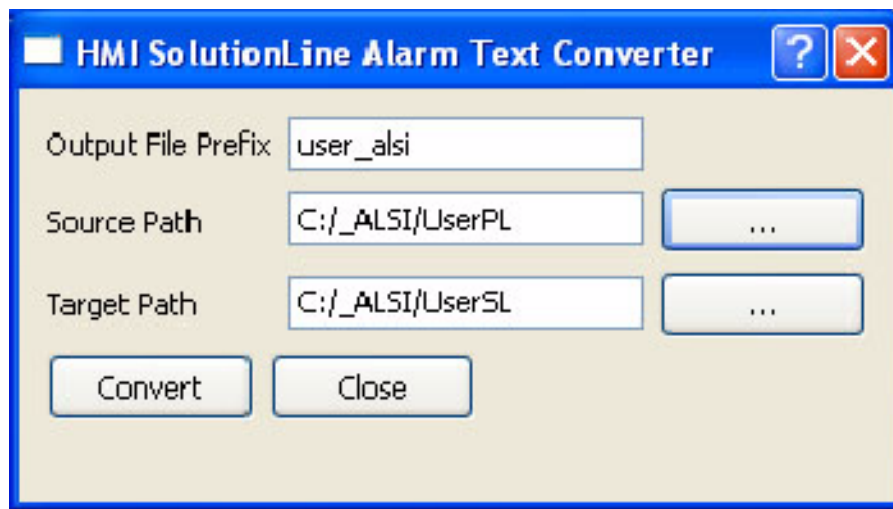 HMI SolutionLine Alarm Text Converter ?
Output File Prefix user_alsi
Source Path C:/_ALSI/UserPL ...
Target Path C:/_ALSI/UserSL ...
Convert Close